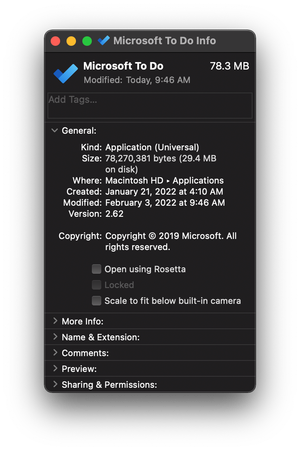 Microsoft To Do Info
Microsoft To Do 78.3 MB
Modified: Today, 9:46 AM
Add Tags...
General:
Kind: Application (Universal)
Size: 78,270,381 bytes (29.4 MB
on disk)
Where: Macintosh HD • Applications
Created: January 21, 2022 at 4:10 AM
Modified: February 3, 2022 at 9:46 AM
Version: 2.62
Copyright: Copyright © 2019 Microsoft. All
rights reserved.
Open using Rosetta
Locked
Scale to fit below built-in camera
More Info:
Name & Extension:
Comments:
Preview:
Sharing & Permissions: